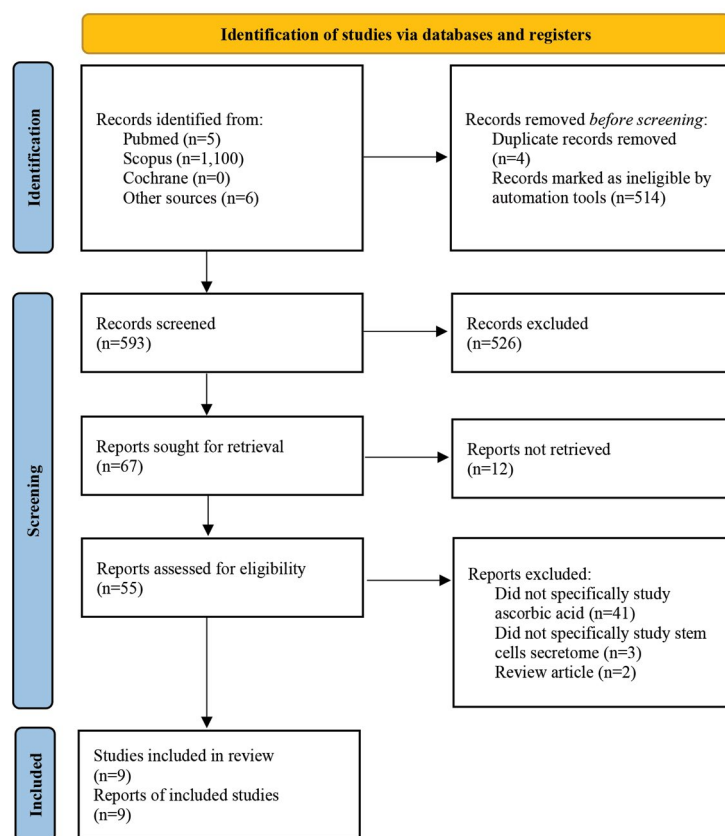 Identification of studies via databases and registers
Identification
Records identified from:
Pubmed (n=5)
Scopus (n=1,100)
Cochrane (n=0)
Other sources (n=6)
Records removed before screening:
Duplicate records removed
(n=4)
Records marked as ineligible by
automation tools (n=514)
Screening
Records screened
(n=593)
Records excluded
(n=526)
Reports sought for retrieval
(n=67)
Reports not retrieved
(n=12)
Reports assessed for eligibility
(n=55)
Reports excluded:
Did not specifically study
ascorbic acid (n=41)
Did not specifically study stem
cells secretome (n=3)
Review article (n=2)
Included
Studies included in review
(n=9)
Reports of included studies
(n=9)